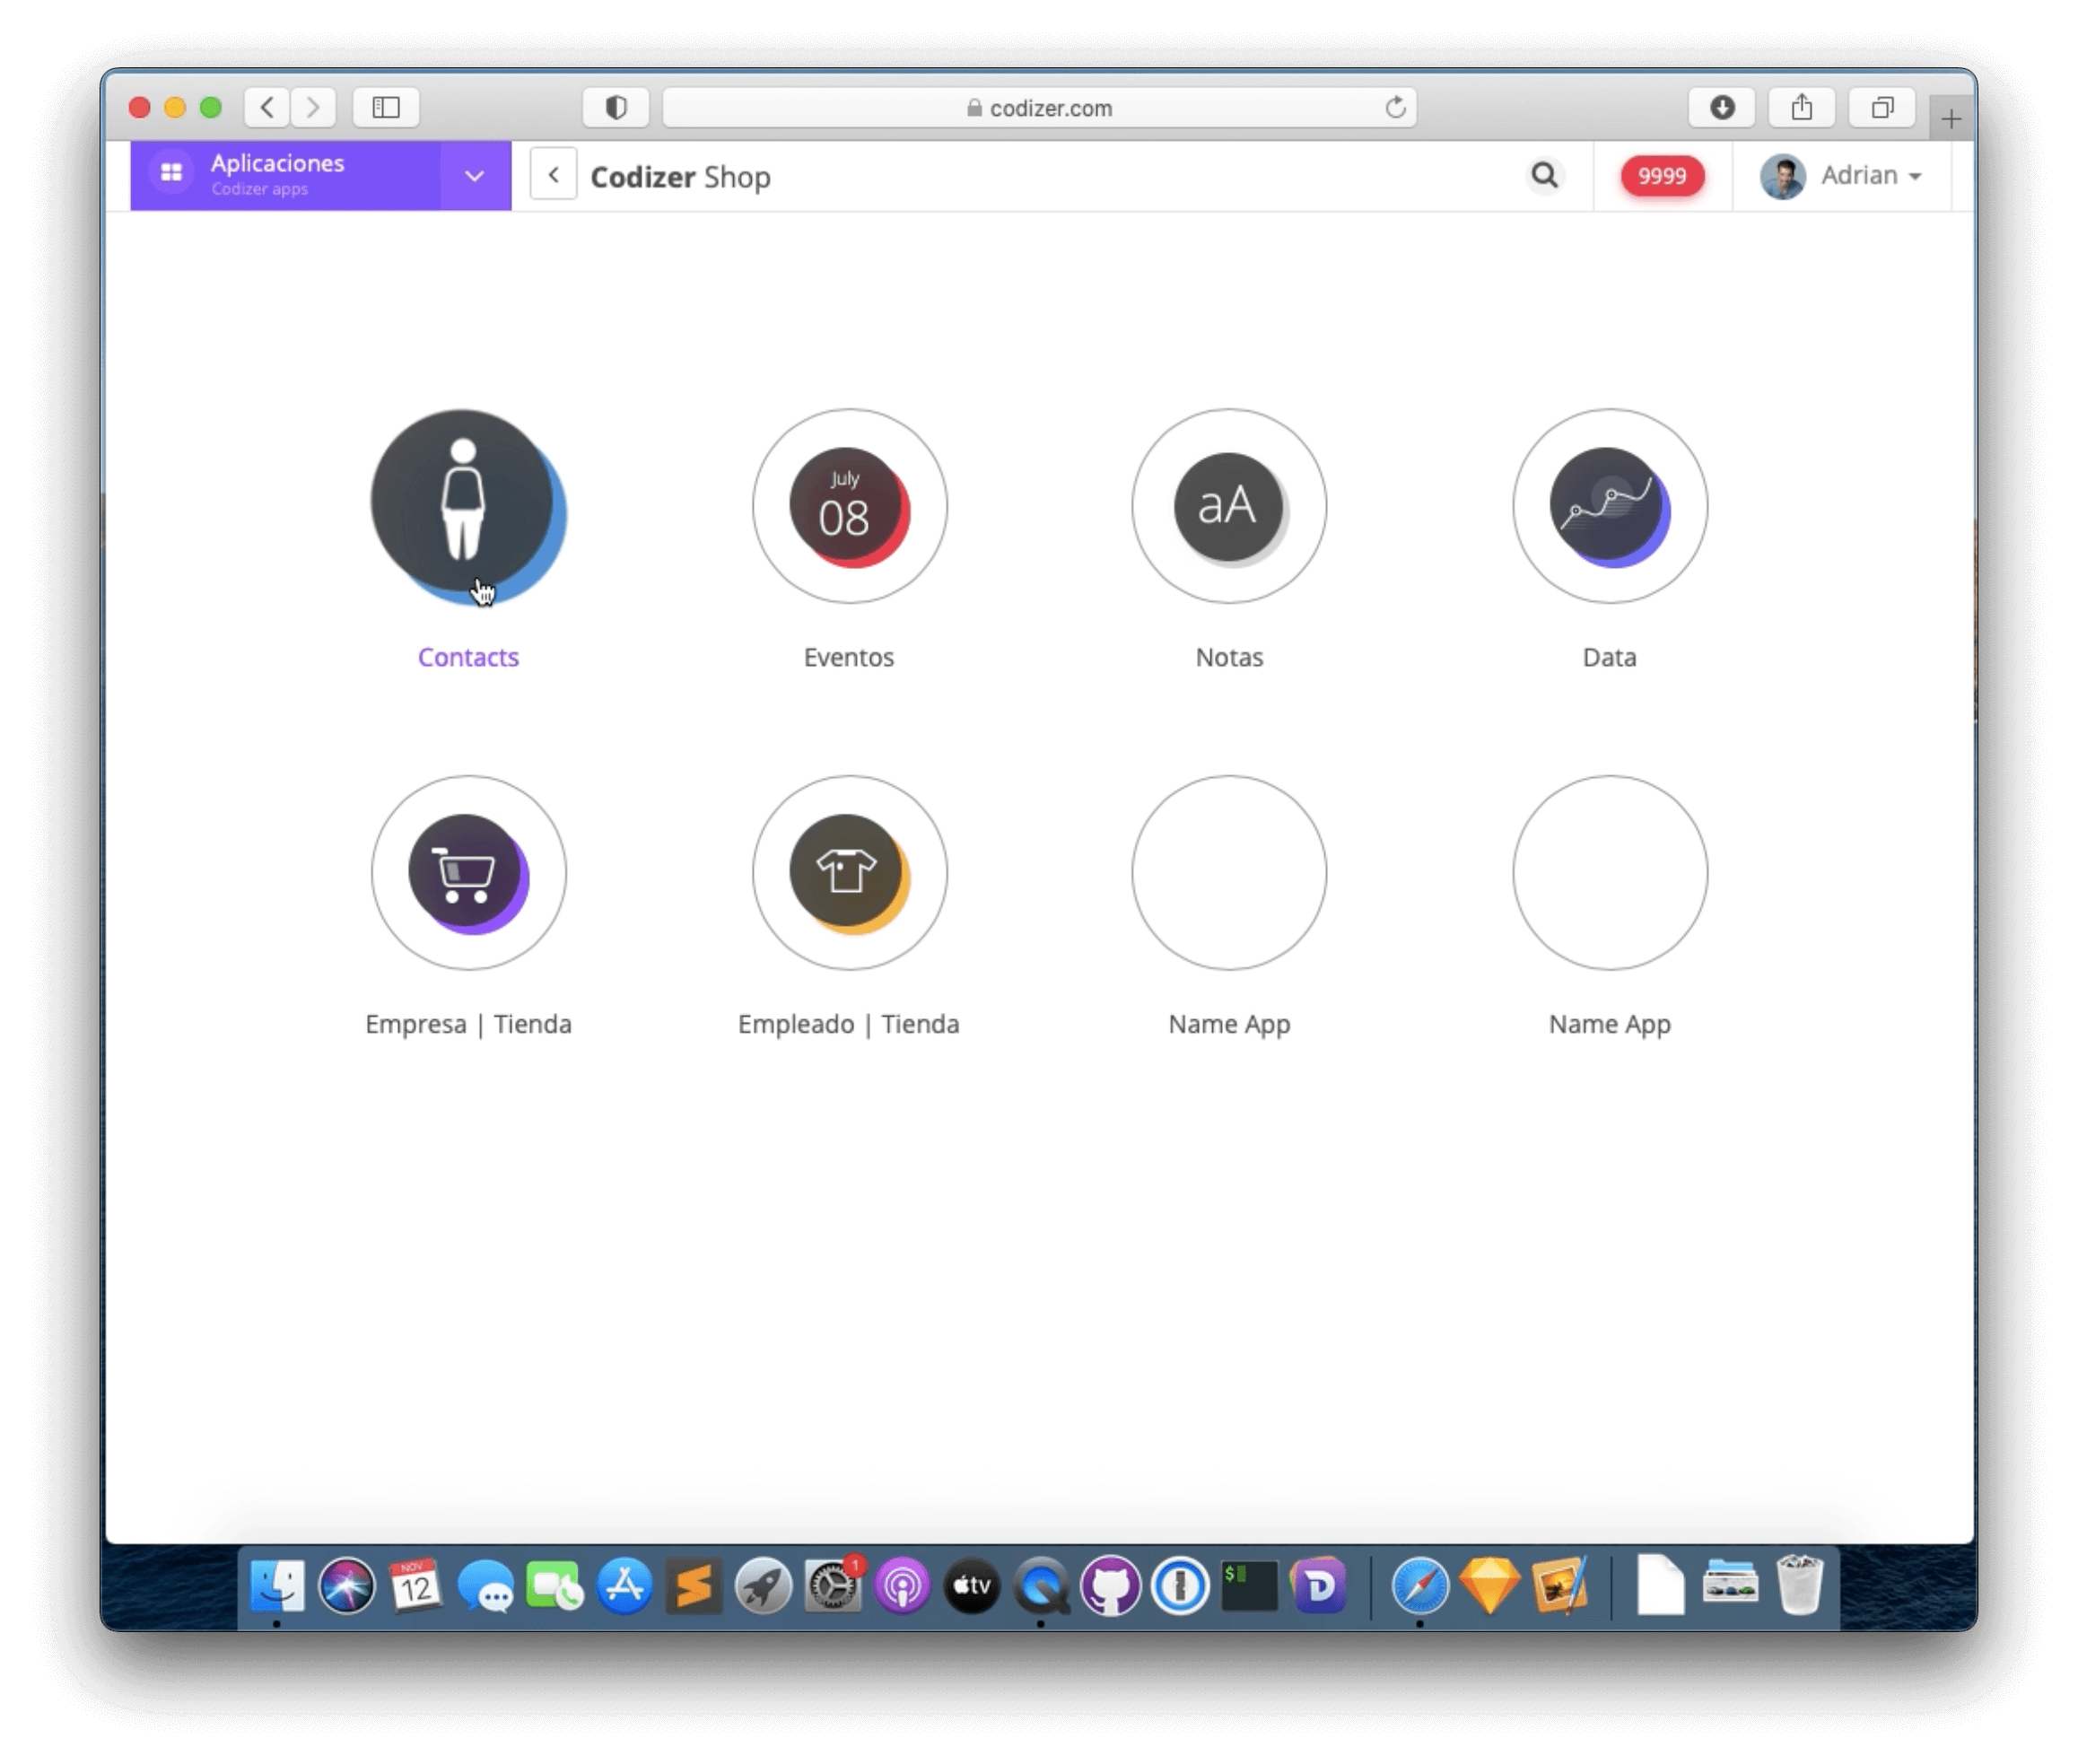 codizer.com
Aplicaciones
Codizer apps
Codizer Shop
9999
Adrian
July
08
aA
Contacts
Eventos
Notas
Data
Empresa | Tienda
Empleado | Tienda
Name App
Name App
NOV
12
1
tv
$
D